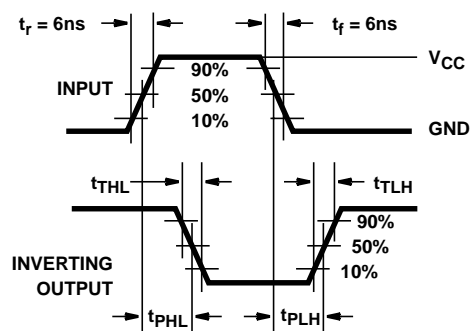 tr = 6ns
tf = 6ns
VCC
90%
INPUT
50%
10%
GND
tTHL
tTLH
90%
50%
INVERTING
OUTPUT
10%
tPHL
tPLH